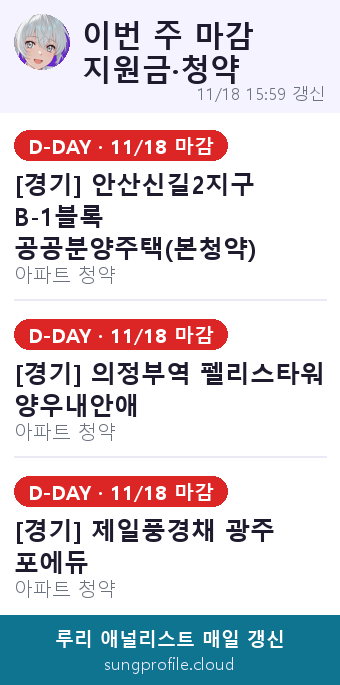 이번 주 마감
지원금·청약
11/18 15:59 갱신
D-DAY · 11/18 마감
[경기] 안산신길2지구
B-1블록
공공분양주택(본청약)
아파트 청약
D-DAY · 11/18 마감
[경기] 의정부역 펠리스타워
양우내안애
아파트 청약
D-DAY · 11/18 마감
[경기] 제일풍경채 광주
포에듀
아파트 청약
루리 애널리스트 매일 갱신
sungprofile.cloud